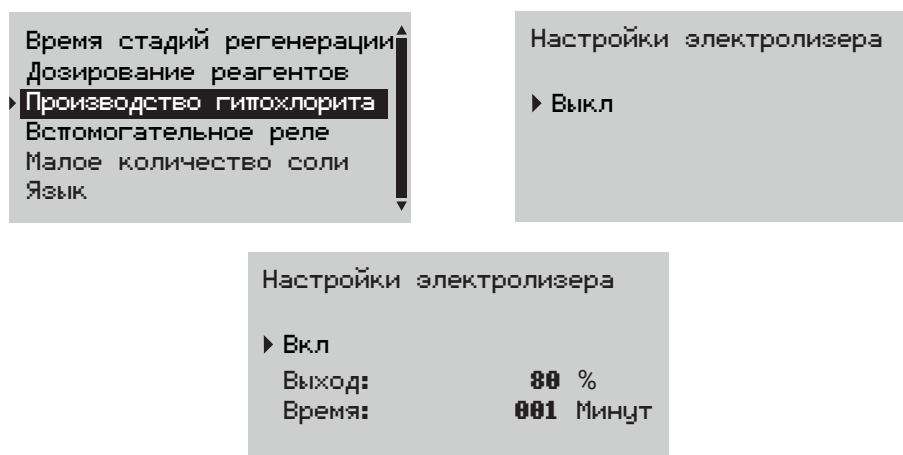 Время стадий регенерации
Дозирование реагентов
Производство гипохлорита
Вспомогательное реле
Малое количество соли
Язык
Настройки электролизера
Выкл
Настройки электролизера
Вкл
Выход: 80 %
Время: 001 Минут